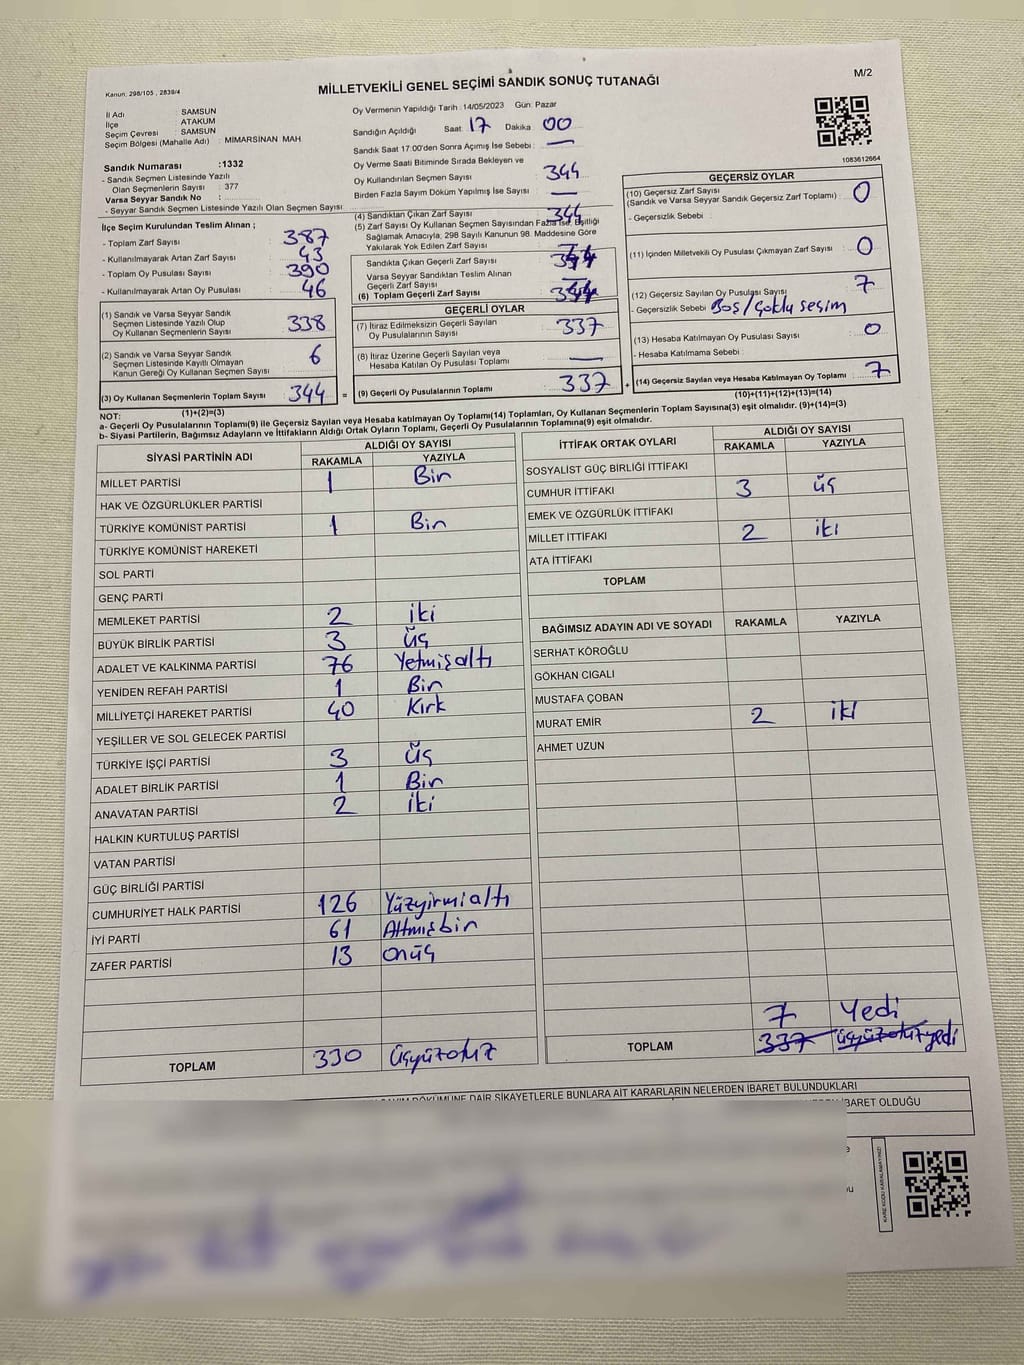 M/2
Kanun: 298/105 , 2839/4
MİLLETVEKİLİ GENEL SEÇİMİ SANDIK SONUÇ TUTANAĞI
İl Adı : SAMSUN
İlçe : ATAKUM
Seçim Çevresi : SAMSUN
Seçim Bölgesi (Mahalle Adı) : MİMARSİNAN MAH
Sandık Numarası :1332
- Sandık Seçmen Listesinde Yazılı
Olan Seçmenlerin Sayısı : 377
Varsa Seyyar Sandık No :
- Seyyar Sandık Seçmen Listesinde Yazılı Olan Seçmen Sayısı:
İlçe Seçim Kurulundan Teslim Alınan ;
- Toplam Zarf Sayısı : 387
- Kullanılmayarak Artan Zarf Sayısı : 43
- Toplam Oy Pusulası Sayısı : 390
- Kullanılmayarak Artan Oy Pusulası : 46
(1) Sandık ve Varsa Seyyar Sandık
Seçmen Listesinde Yazılı Olup
Oy Kullanan Seçmenlerin Sayısı : 338
(2) Sandık ve Varsa Seyyar Sandık
Seçmen Listesinde Kayıtlı Olmayan
Kanun Gereği Oy Kullanan Seçmen Sayısı : 6
(3) Oy Kullanan Seçmenlerin Toplam Sayısı : 344 =
(1)+(2)=(3)
Oy Vermenin Yapıldığı Tarih : 14/05/2023 Gün: Pazar
Sandığın Açıldığı Saat : 17 Dakika : 00
Sandık Saat 17.00'den Sonra Açımış İse Sebebi : —
Oy Verme Saati Bitiminde Sırada Bekleyen ve
Oy Kullandırılan Seçmen Sayısı : 344
Birden Fazla Sayım Döküm Yapılmış İse Sayısı : —
(4) Sandıktan Çıkan Zarf Sayısı : 344
(5) Zarf Sayısı Oy Kullanan Seçmen Sayısından Fazla İse, Eşitliği
Sağlamak Amacıyla, 298 Sayılı Kanunun 98. Maddesine Göre
Yakılarak Yok Edilen Zarf Sayısı : —
Sandıkta Çıkan Geçerli Zarf Sayısı : 344
Varsa Seyyar Sandıktan Teslim Alınan
Geçerli Zarf Sayısı : —
(6) Toplam Geçerli Zarf Sayısı : 344
GEÇERLİ OYLAR
(7) İtiraz Edilmeksizin Geçerli Sayılan
Oy Pusulalarının Sayısı : 337
(8) İtiraz Üzerine Geçerli Sayılan veya
Hesaba Katılan Oy Pusulası Toplamı : —
(9) Geçerli Oy Pusulalarının Toplamı : 337 +
1083612664
GEÇERSİZ OYLAR
(10) Geçersiz Zarf Sayısı
(Sandık ve Varsa Seyyar Sandık Geçersiz Zarf Toplamı) : 0
- Geçersizlik Sebebi :
(11) İçinden Milletvekili Oy Pusulası Çıkmayan Zarf Sayısı : 0
(12) Geçersiz Sayılan Oy Pusulası Sayısı : 7
- Geçersizlik Sebebi : Boş/Çoklu seçim
(13) Hesaba Katılmayan Oy Pusulası Sayısı : 0
- Hesaba Katılmama Sebebi :
(14) Geçersiz Sayılan veya Hesaba Katılmayan Oy Toplamı : 7
(10)+(11)+(12)+(13)=(14)
NOT:
a- Geçerli Oy Pusulalarının Toplamı(9) ile Geçersiz Sayılan veya Hesaba katılmayan Oy Toplamı(14) Toplamları, Oy Kullanan Seçmenlerin Toplam Sayısına(3) eşit olmalıdır. (9)+(14)=(3)
b- Siyasi Partilerin, Bağımsız Adayların ve İttifakların Aldığı Ortak Oyların Toplamı, Geçerli Oy Pusulalarının Toplamına(9) eşit olmalıdır.
SİYASİ PARTİNİN ADI ALDIĞI OY SAYISI
RAKAMLA YAZIYLA
MİLLET PARTİSİ 1 Bir
HAK VE ÖZGÜRLÜKLER PARTİSİ
TÜRKİYE KOMÜNİST PARTİSİ 1 Bir
TÜRKİYE KOMÜNİST HAREKETİ
SOL PARTİ
GENÇ PARTİ
MEMLEKET PARTİSİ 2 iki
BÜYÜK BİRLİK PARTİSİ 3 üç
ADALET VE KALKINMA PARTİSİ 76 Yetmişaltı
YENİDEN REFAH PARTİSİ 1 Bir
MİLLİYETÇİ HAREKET PARTİSİ 40 Kırk
YEŞİLLER VE SOL GELECEK PARTİSİ
TÜRKİYE İŞÇİ PARTİSİ 3 üç
ADALET BİRLİK PARTİSİ 1 Bir
ANAVATAN PARTİSİ 2 iki
HALKIN KURTULUŞ PARTİSİ
VATAN PARTİSİ
GÜÇ BİRLİĞİ PARTİSİ
CUMHURİYET HALK PARTİSİ 126 Yüzyirmialtı
İYİ PARTİ 61 Altmışbir
ZAFER PARTİSİ 13 onüç
TOPLAM 330 üçyüzotuz
İTTİFAK ORTAK OYLARI ALDIĞI OY SAYISI
RAKAMLA YAZIYLA
SOSYALİST GÜÇ BİRLİĞİ İTTİFAKI
CUMHUR İTTİFAKI 3 üç
EMEK VE ÖZGÜRLÜK İTTİFAKI
MİLLET İTTİFAKI 2 iki
ATA İTTİFAKI
TOPLAM
BAĞIMSIZ ADAYIN ADI VE SOYADI RAKAMLA YAZIYLA
SERHAT KÖROĞLU
GÖKHAN CIGALI
MUSTAFA ÇOBAN
MURAT EMİR 2 iki
AHMET UZUN
7 Yedi
TOPLAM 337 üçyüzotuzyedi
DÖKÜMÜNE DAİR ŞİKAYETLERLE BUNLARA AİT KARARLARIN NELERDEN İBARET BULUNDUKLARI
İBARET OLDUĞU
KARE KODU KARALAMAYINIZ!